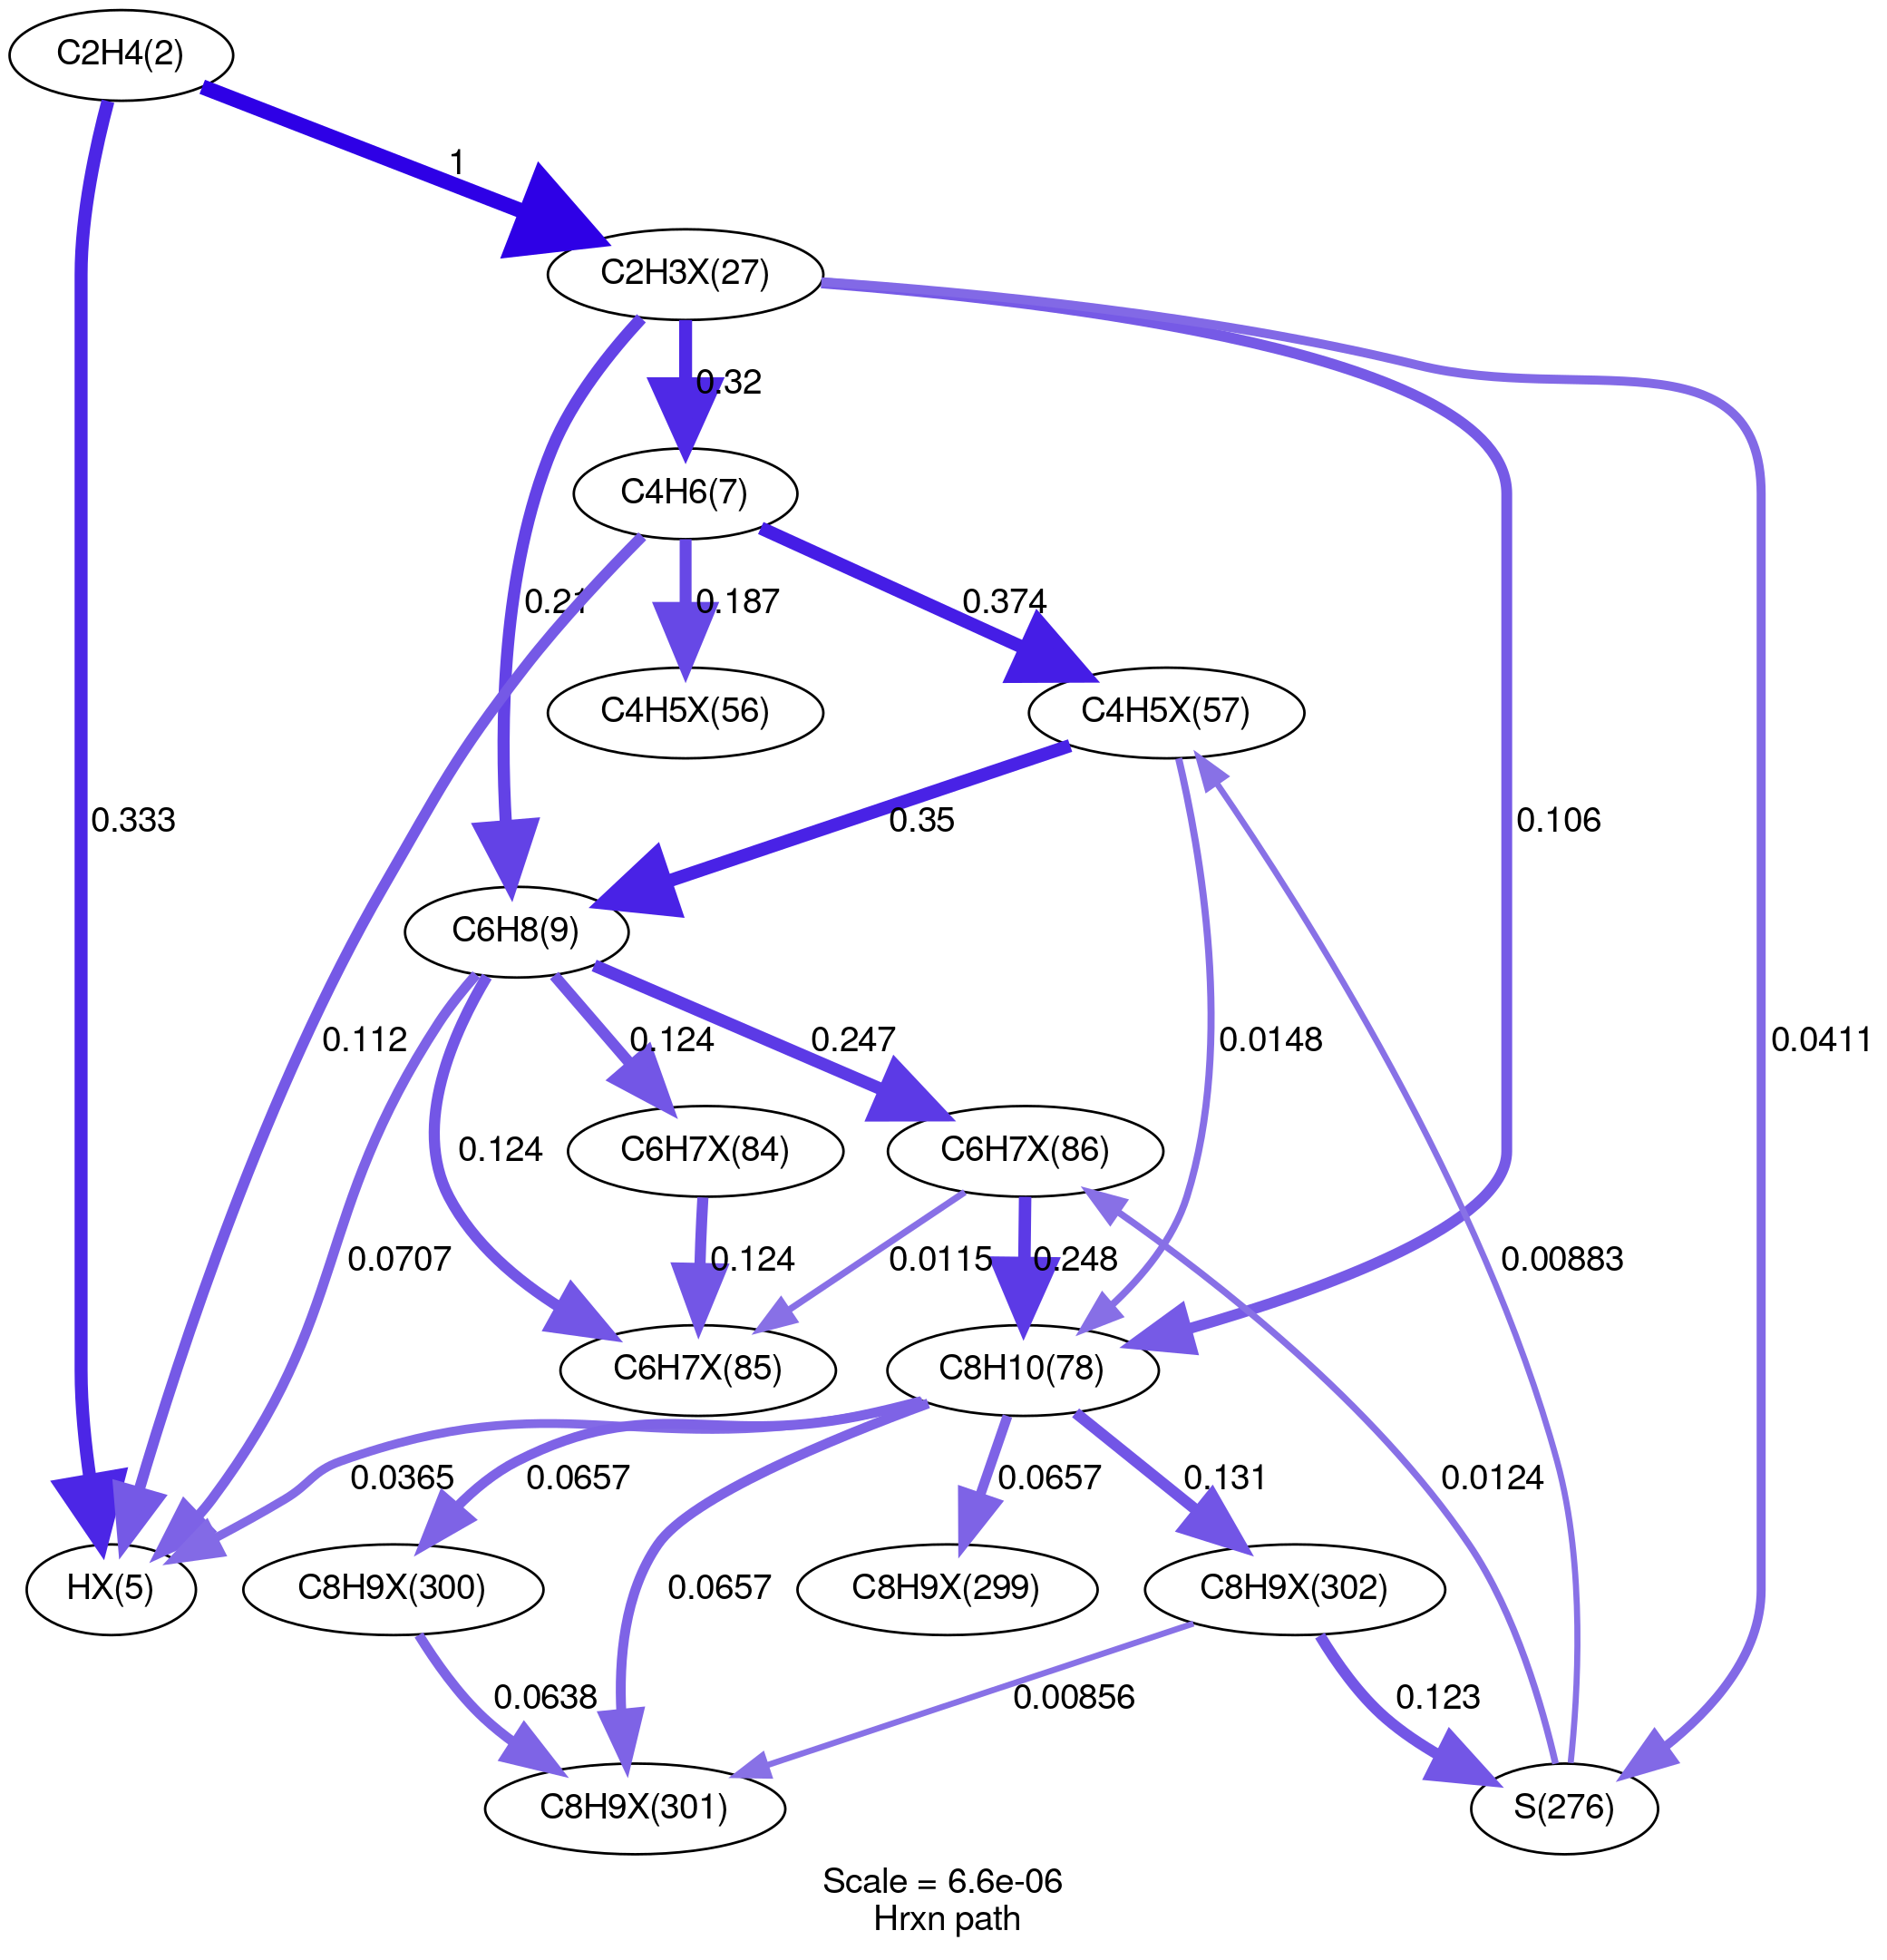 C2H4(2)
1
C2H3X(27)
0.32
C4H6(7)
0.21
0.187
0.374
C4H5X(56)
C4H5X(57)
0.333
0.35
0.106
C6H8(9)
0.112
0.124
0.247
0.0148
0.0411
0.124
C6H7X(84)
C6H7X(86)
0.0707
0.124
0.0115
0.248
0.00883
C6H7X(85)
C8H10(78)
0.0365
0.0657
0.0657
0.131
0.0124
HX(5)
C8H9X(300)
0.0657
C8H9X(299)
C8H9X(302)
0.0638
0.00856
0.123
C8H9X(301)
S(276)
Scale = 6.6e-06
Hrxn path